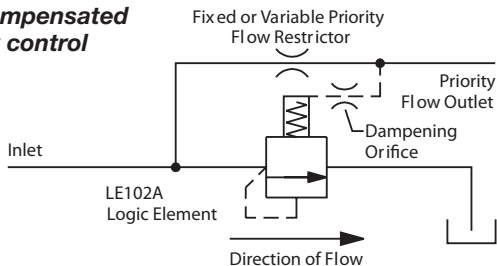 Fixed or Variable Priority
Flow Restrictor
control
Priority
Flow Outlet
Dampening
Orifice
Inlet
LE102A
Logic Element
Direction of Flow